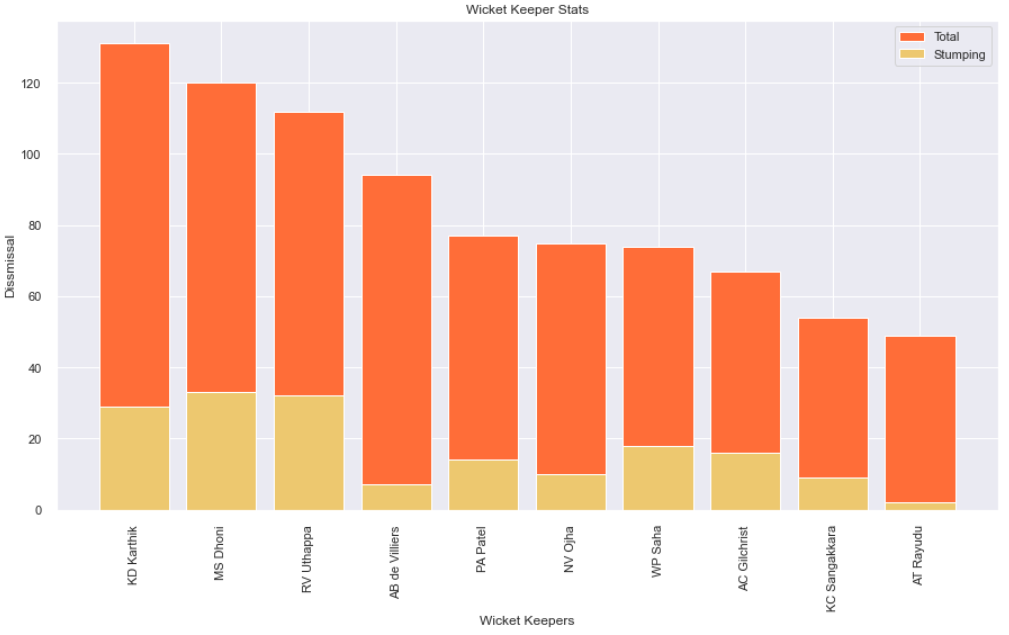 Wicket Keeper Stats
Total
Stumping
Dissmissal
120
100
80
60
40
20
0
KD Karthik
MS Dhoni
RV Uthappa
AB de Villiers
PA Patel
NV Ojha
WP Saha
AC Gilchrist
KC Sangakkara
AT Rayudu
Wicket Keepers